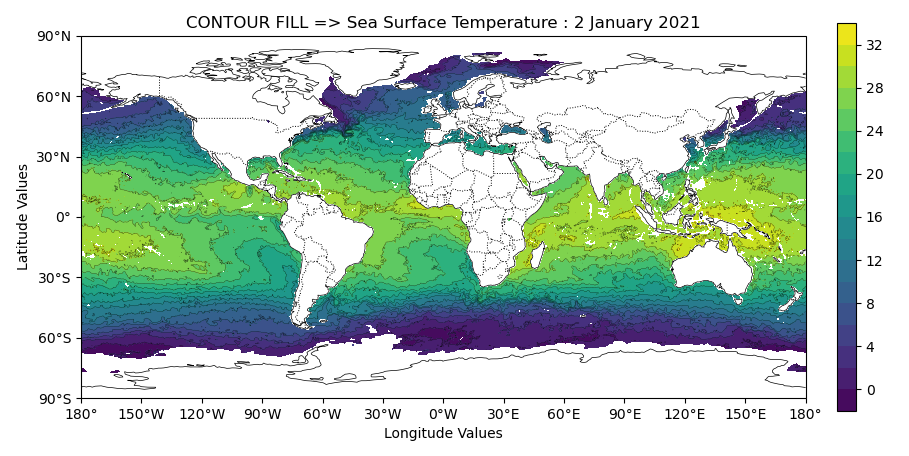 CONTOUR FILL => Sea Surface Temperature : 2 January 2021
90°N
60°N
30°N
0°
30°S
60°S
90°S
Latitude Values
180° 150°W 120°W 90°W 60°W 30°W 0°W 30°E 60°E 90°E 120°E 150°E 180°
Longitude Values
32
28
24
20
16
12
8
4
0